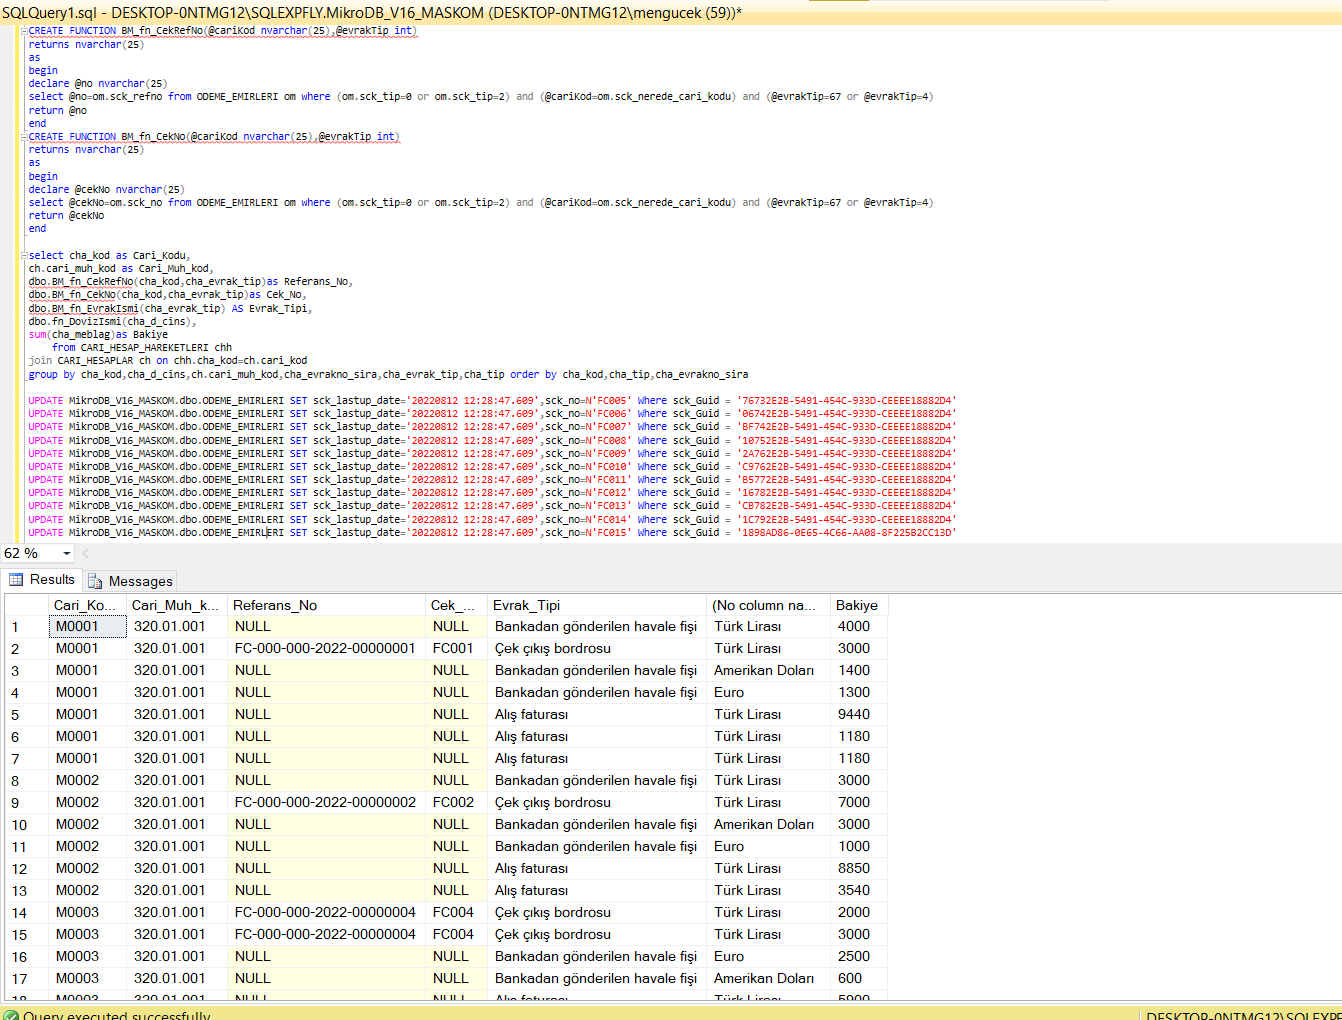 SQLQuery1.sql - DESKTOP-0NTMG12\SQLEXPFLY.MikroDB_V16_MASKOM (DESKTOP-0NTMG12\mengucek (59))*
CREATE FUNCTION BM_fn_CekRefNo(@cariKod nvarchar(25),@evrakTip int)
returns nvarchar(25)
as
begin
declare @no nvarchar(25)
select @no=om.sck_refno from ODEME_EMIRLERI om where (om.sck_tip=0 or om.sck_tip=2) and (@cariKod=om.sck_nerede_cari_kodu) and (@evrakTip=67 or @evrakTip=4)
return @no
end
CREATE FUNCTION BM_fn_CekNo(@cariKod nvarchar(25),@evrakTip int)
returns nvarchar(25)
as
begin
declare @cekNo nvarchar(25)
select @cekNo=om.sck_no from ODEME_EMIRLERI om where (om.sck_tip=0 or om.sck_tip=2) and (@cariKod=om.sck_nerede_cari_kodu) and (@evrakTip=67 or @evrakTip=4)
return @cekNo
end
select cha_kod as Cari_Kodu,
ch.cari_muh_kod as Cari_Muh_kod,
dbo.BM_fn_CekRefNo(cha_kod,cha_evrak_tip)as Referans_No,
dbo.BM_fn_CekNo(cha_kod,cha_evrak_tip)as Cek_No,
dbo.BM_fn_EvrakIsmi(cha_evrak_tip) AS Evrak_Tipi,
dbo.fn_DovizIsmi(cha_d_cins),
sum(cha_meblag)as Bakiye
from CARI_HESAP_HAREKETLERI chh
join CARI_HESAPLAR ch on chh.cha_kod=ch.cari_kod
group by cha_kod,cha_d_cins,ch.cari_muh_kod,cha_evrakno_sira,cha_evrak_tip,cha_tip order by cha_kod,cha_tip,cha_evrakno_sira
UPDATE MikroDB_V16_MASKOM.dbo.ODEME_EMIRLERI SET sck_lastup_date='20220812 12:28:47.609',sck_no=N'FC005' Where sck_Guid = '76732E2B-5491-454C-933D-CEEEE18882D4'
UPDATE MikroDB_V16_MASKOM.dbo.ODEME_EMIRLERI SET sck_lastup_date='20220812 12:28:47.609',sck_no=N'FC006' Where sck_Guid = '06742E2B-5491-454C-933D-CEEEE18882D4'
UPDATE MikroDB_V16_MASKOM.dbo.ODEME_EMIRLERI SET sck_lastup_date='20220812 12:28:47.609',sck_no=N'FC007' Where sck_Guid = 'BF742E2B-5491-454C-933D-CEEEE18882D4'
UPDATE MikroDB_V16_MASKOM.dbo.ODEME_EMIRLERI SET sck_lastup_date='20220812 12:28:47.609',sck_no=N'FC008' Where sck_Guid = '10752E2B-5491-454C-933D-CEEEE18882D4'
UPDATE MikroDB_V16_MASKOM.dbo.ODEME_EMIRLERI SET sck_lastup_date='20220812 12:28:47.609',sck_no=N'FC009' Where sck_Guid = '2A762E2B-5491-454C-933D-CEEEE18882D4'
UPDATE MikroDB_V16_MASKOM.dbo.ODEME_EMIRLERI SET sck_lastup_date='20220812 12:28:47.609',sck_no=N'FC010' Where sck_Guid = 'C9762E2B-5491-454C-933D-CEEEE18882D4'
UPDATE MikroDB_V16_MASKOM.dbo.ODEME_EMIRLERI SET sck_lastup_date='20220812 12:28:47.609',sck_no=N'FC011' Where sck_Guid = 'B5772E2B-5491-454C-933D-CEEEE18882D4'
UPDATE MikroDB_V16_MASKOM.dbo.ODEME_EMIRLERI SET sck_lastup_date='20220812 12:28:47.609',sck_no=N'FC012' Where sck_Guid = '16782E2B-5491-454C-933D-CEEEE18882D4'
UPDATE MikroDB_V16_MASKOM.dbo.ODEME_EMIRLERI SET sck_lastup_date='20220812 12:28:47.609',sck_no=N'FC013' Where sck_Guid = 'CB782E2B-5491-454C-933D-CEEEE18882D4'
UPDATE MikroDB_V16_MASKOM.dbo.ODEME_EMIRLERI SET sck_lastup_date='20220812 12:28:47.609',sck_no=N'FC014' Where sck_Guid = '1C792E2B-5491-454C-933D-CEEEE18882D4'
UPDATE MikroDB_V16_MASKOM.dbo.ODEME_EMIRLERI SET sck_lastup_date='20220812 12:28:47.609',sck_no=N'FC015' Where sck_Guid = '1898AD86-0E65-4C66-AA08-8F225B2CC13D'
62 %
Results Messages
Cari_Ko... Cari_Muh_k... Referans_No Cek_... Evrak_Tipi (No column na... Bakiye
1 M0001 320.01.001 NULL NULL Bankadan gönderilen havale fişi Türk Lirası 4000
2 M0001 320.01.001 FC-000-000-2022-00000001 FC001 Çek çıkış bordrosu Türk Lirası 3000
3 M0001 320.01.001 NULL NULL Bankadan gönderilen havale fişi Amerikan Doları 1400
4 M0001 320.01.001 NULL NULL Bankadan gönderilen havale fişi Euro 1300
5 M0001 320.01.001 NULL NULL Alış faturası Türk Lirası 9440
6 M0001 320.01.001 NULL NULL Alış faturası Türk Lirası 1180
7 M0001 320.01.001 NULL NULL Alış faturası Türk Lirası 1180
8 M0002 320.01.001 NULL NULL Bankadan gönderilen havale fişi Türk Lirası 3000
9 M0002 320.01.001 FC-000-000-2022-00000002 FC002 Çek çıkış bordrosu Türk Lirası 7000
10 M0002 320.01.001 NULL NULL Bankadan gönderilen havale fişi Amerikan Doları 3000
11 M0002 320.01.001 NULL NULL Bankadan gönderilen havale fişi Euro 1000
12 M0002 320.01.001 NULL NULL Alış faturası Türk Lirası 8850
13 M0002 320.01.001 NULL NULL Alış faturası Türk Lirası 3540
14 M0003 320.01.001 FC-000-000-2022-00000004 FC004 Çek çıkış bordrosu Türk Lirası 2000
15 M0003 320.01.001 FC-000-000-2022-00000004 FC004 Çek çıkış bordrosu Türk Lirası 3000
16 M0003 320.01.001 NULL NULL Bankadan gönderilen havale fişi Euro 2500
17 M0003 320.01.001 NULL NULL Bankadan gönderilen havale fişi Amerikan Doları 600
18 M0003 320.01.001 NULL NULL Alış faturası Türk Lirası 5900
Query executed successfully. DESKTOP-0NTMG12\SQLEXPF